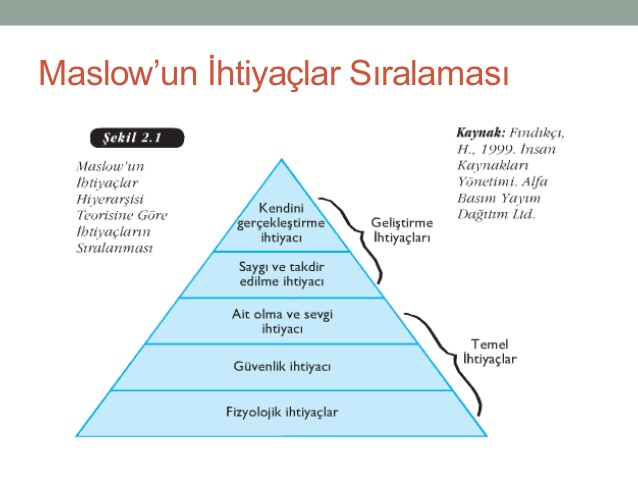 Maslow’un İhtiyaçlar Sıralaması
Şekil 2.1
Maslow’un
İhtiyaçlar
Hiyerarşisi
Teorisine Göre
İhtiyaçların
Sıralanması
Kaynak: Fındıkçı,
H., 1999. İnsan
Kaynakları
Yönetimi. Alfa
Basım Yayım
Dağıtım Ltd.
Kendini
gerçekleştirme
ihtiyacı
Geliştirme
İhtiyaçları
Saygı ve takdir
edilme ihtiyacı
Ait olma ve sevgi
ihtiyacı
Temel
İhtiyaçlar
Güvenlik ihtiyacı
Fizyolojik ihtiyaçlar